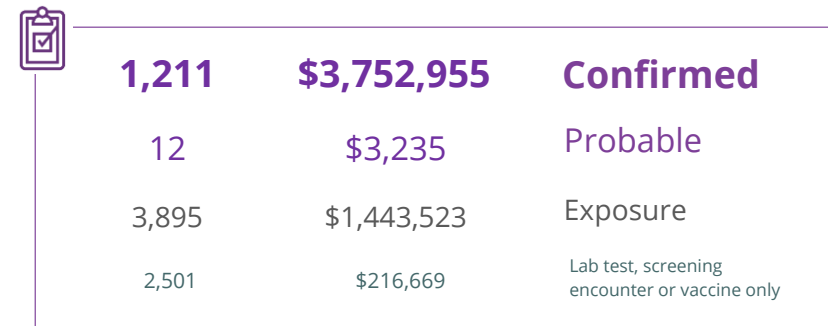 1,211 $3,752,955 Confirmed
12 $3,235 Probable
3,895 $1,443,523 Exposure
2,501 $216,669 Lab test, screening
encounter or vaccine only